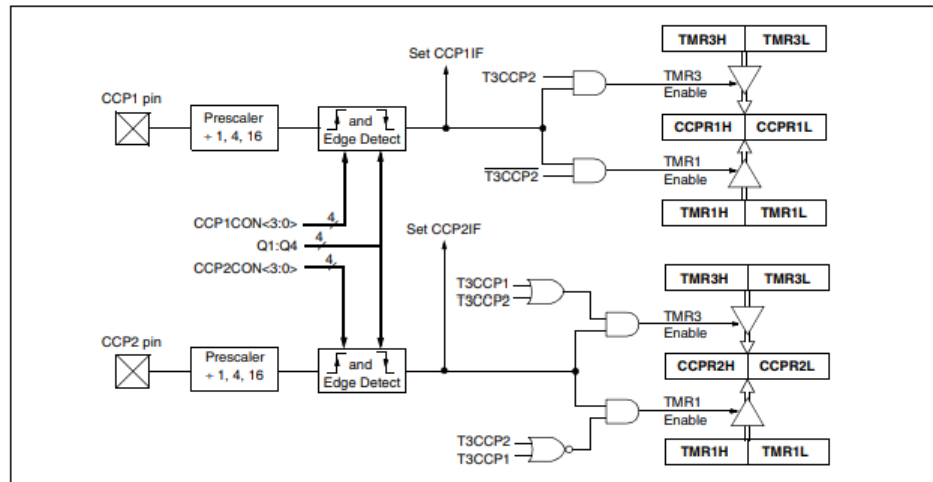 TMR3H TMR3L
Set CCP1IF
T3CCP2
TMR3
Enable
CCP1 pin
Prescaler
÷ 1, 4, 16
and
Edge Detect
CCPR1H CCPR1L
TMR1
Enable
T3CCP2
TMR1H TMR1L
CCP1CON<3:0>
4
Q1:Q4
4
CCP2CON<3:0>
4
Set CCP2IF
TMR3H TMR3L
T3CCP1
T3CCP2
TMR3
Enable
CCP2 pin
Prescaler
÷ 1, 4, 16
and
Edge Detect
CCPR2H CCPR2L
TMR1
Enable
T3CCP2
T3CCP1
TMR1H TMR1L